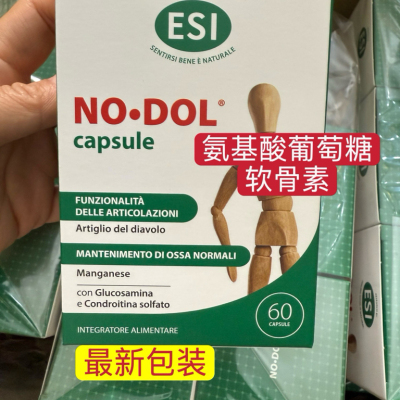 ESI
SENTIRSI BENE È NATURALE
NO•DOL®
capsule
氨基酸葡萄糖
软骨素
FUNZIONALITÀ
DELLE ARTICOLAZIONI
Artiglio del diavolo
MANTENIMENTO DI OSSA NORMALI
Manganese
con Glucosamina
e Condroitina solfato
60
CAPSULE
INTEGRATORE ALIMENTARE
最新包装
ESI
NO•DOL